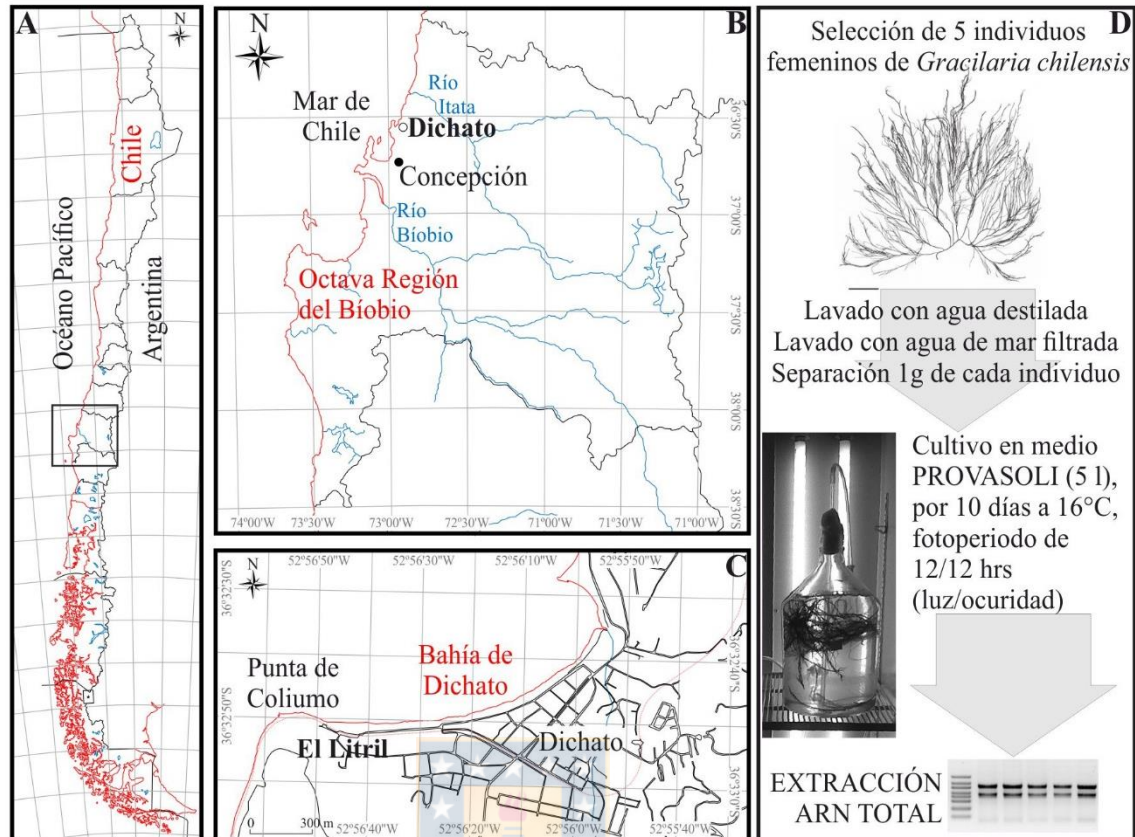 A
N
Océano Pacífico
Chile
Argentina
B
N
Mar de
Chile
Río
Itata
Dichato
Concepción
Río
Bíobio
Octava Región
del Bíobio
36°30'S
37°00'S
37°30'S
38°00'S
38°30'S
74°00'W
73°30'W
73°00'W
72°30'W
71°00'W
71°30'W
71°00'W
C
N
52°56'50"W
52°56'30"W
52°56'10"W
52°55'50"W
36°32'30"S
36°32'50"S
36°32'40"S
36°33'0"S
Punta de
Coliumo
Bahía de
Dichato
El Litril
Dichato
0 300 m
52°56'40"W
52°56'20"W
52°56'0"W
52°55'40"W
D
Selección de 5 individuos
femeninos de Gracilaria chilensis
Lavado con agua destilada
Lavado con agua de mar filtrada
Separación 1g de cada individuo
Cultivo en medio
PROVASOLI (5 l),
por 10 días a 16°C,
fotoperiodo de
12/12 hrs
(luz/ocuridad)
EXTRACCIÓN
ARN TOTAL